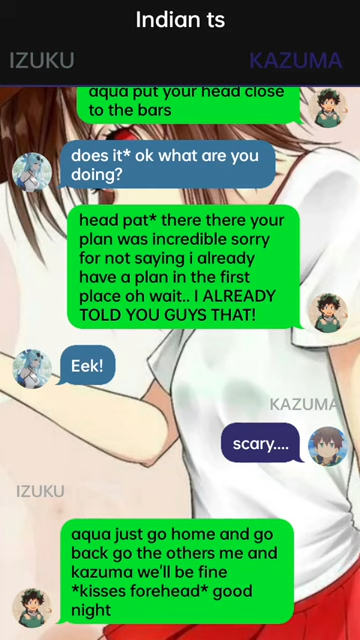 Indian ts
IZUKU
KAZUMA
aqua put your head close
to the bars
does it* ok what are you
doing?
head pat* there there your
plan was incredible sorry
for not saying i already
have a plan in the first
place oh wait.. I ALREADY
TOLD YOU GUYS THAT!
Eek!
KAZUMA
scary....
IZUKU
aqua just go home and go
back go the others me and
kazuma we'll be fine
*kisses forehead* good
night